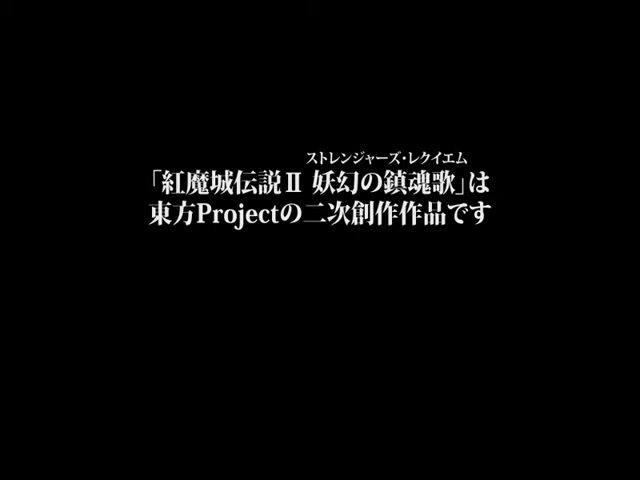 ストレンジャーズ・レクイエム
「紅魔城伝説Ⅱ 妖幻の鎮魂歌」は
東方Projectの二次創作作品です